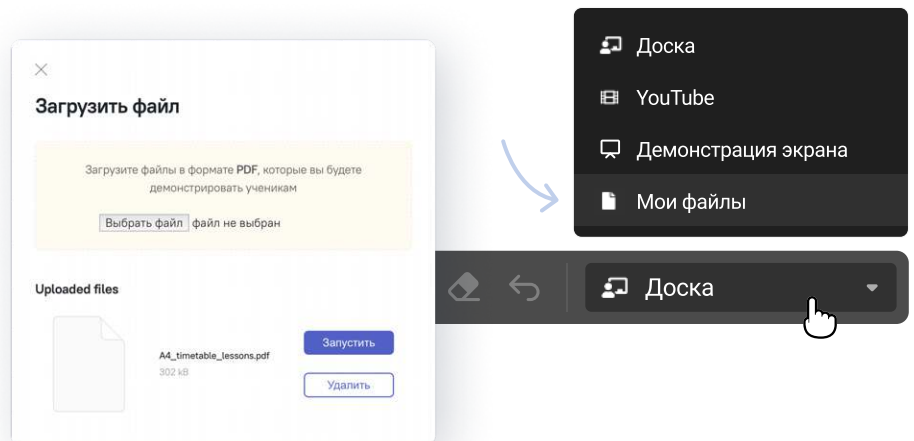 Загрузить файл
Загрузите файлы в формате PDF, которые вы будете
демонстрировать ученикам
Выбрать файл файл не выбран
Uploaded files
A4_timetable_lessons.pdf
302 kB
Запустить
Удалить
Доска
YouTube
Демонстрация экрана
Мои файлы
Доска